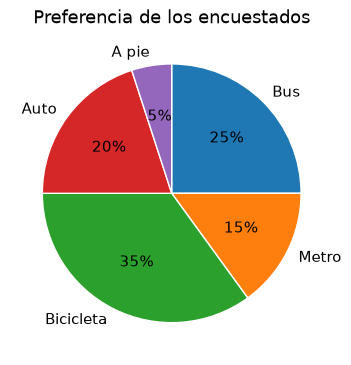 Preferencia de los encuestados
A pie
Bus
Auto
5%
25%
20%
15%
Metro
35%
Bicicleta